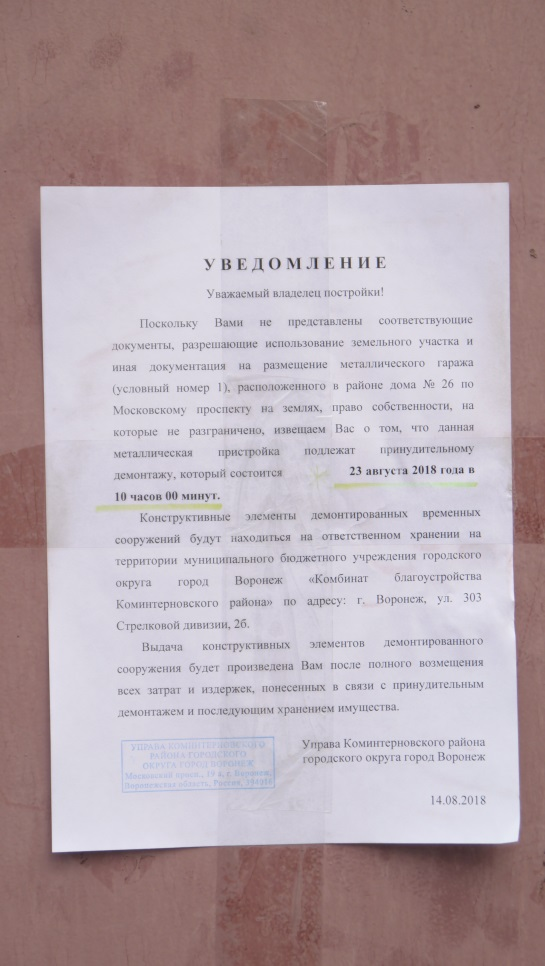 УВЕДОМЛЕНИЕ
Уважаемый владелец постройки!
Поскольку Вами не представлены соответствующие
документы, разрешающие использование земельного участка и
иная документация на размещение металлического гаража
(условный номер 1), расположенного в районе дома № 26 по
Московскому проспекту на землях, право собственности, на
которые не разграничено, извещаем Вас о том, что данная
металлическая пристройка подлежат принудительному
демонтажу, который состоится 23 августа 2018 года в
10 часов 00 минут.
Конструктивные элементы демонтированных временных
сооружений будут находиться на ответственном хранении на
территории муниципального бюджетного учреждения городского
округа город Воронеж «Комбинат благоустройства
Коминтерновского района» по адресу: г. Воронеж, ул. 303
Стрелковой дивизии, 2б.
Выдача конструктивных элементов демонтированного
сооружения будет произведена Вам после полного возмещения
всех затрат и издержек, понесенных в связи с принудительным
демонтажем и последующим хранением имущества.
УПРАВА КОМИНТЕРНОВСКОГО
РАЙОНА ГОРОДСКОГО
ОКРУГА ГОРОД ВОРОНЕЖ
Московский просп., 19 а, г. Воронеж,
Воронежская область, Россия,
Управа Коминтерновского района
городского округа город Воронеж
14.08.2018